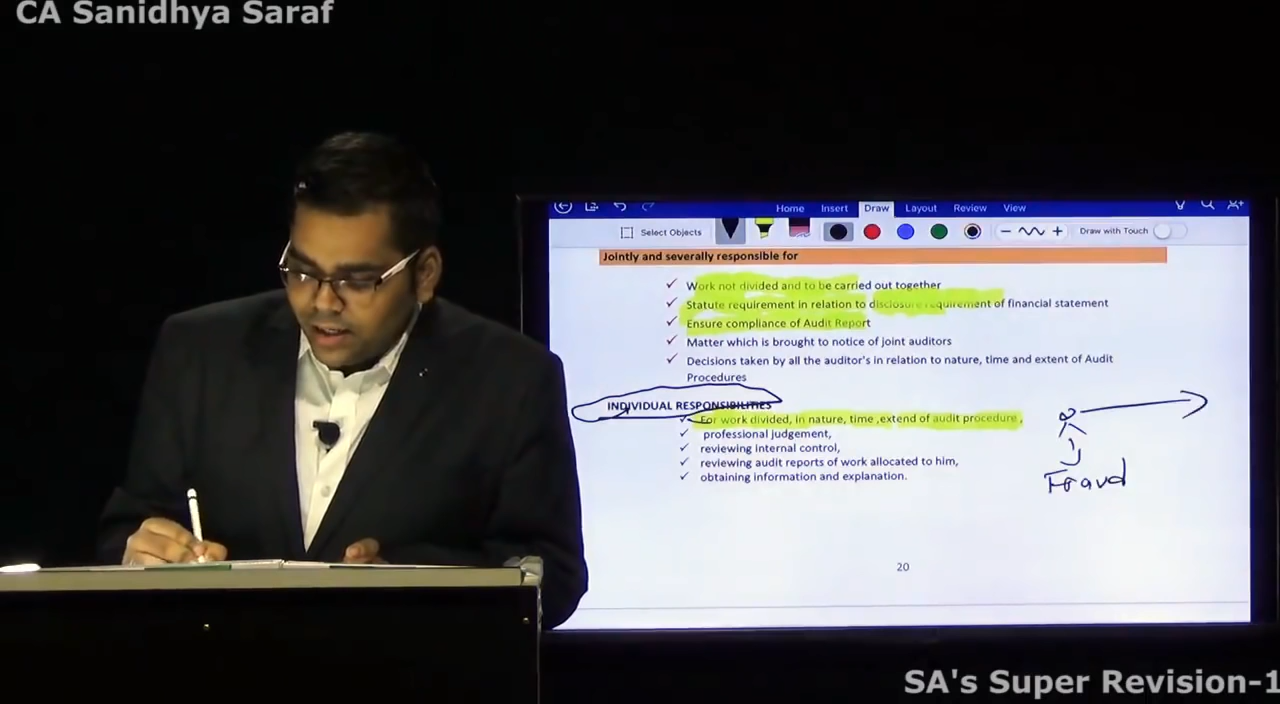 CA Sanidhya Saraf
Home Insert Draw Layout Review View
Select Objects
Draw with Touch
Jointly and severally responsible for
✓ Work not divided and to be carried out together
✓ Statute requirement in relation to disclosure requirement of financial statement
✓ Ensure compliance of Audit Report
✓ Matter which is brought to notice of joint auditors
✓ Decisions taken by all the auditor's in relation to nature, time and extent of Audit
Procedures
INDIVIDUAL RESPONSIBILITIES
✓ For work divided, in nature, time ,extend of audit procedure ,
✓ professional judgement,
✓ reviewing internal control,
✓ reviewing audit reports of work allocated to him,
✓ obtaining information and explanation.
Fraud
20
SA's Super Revision-1